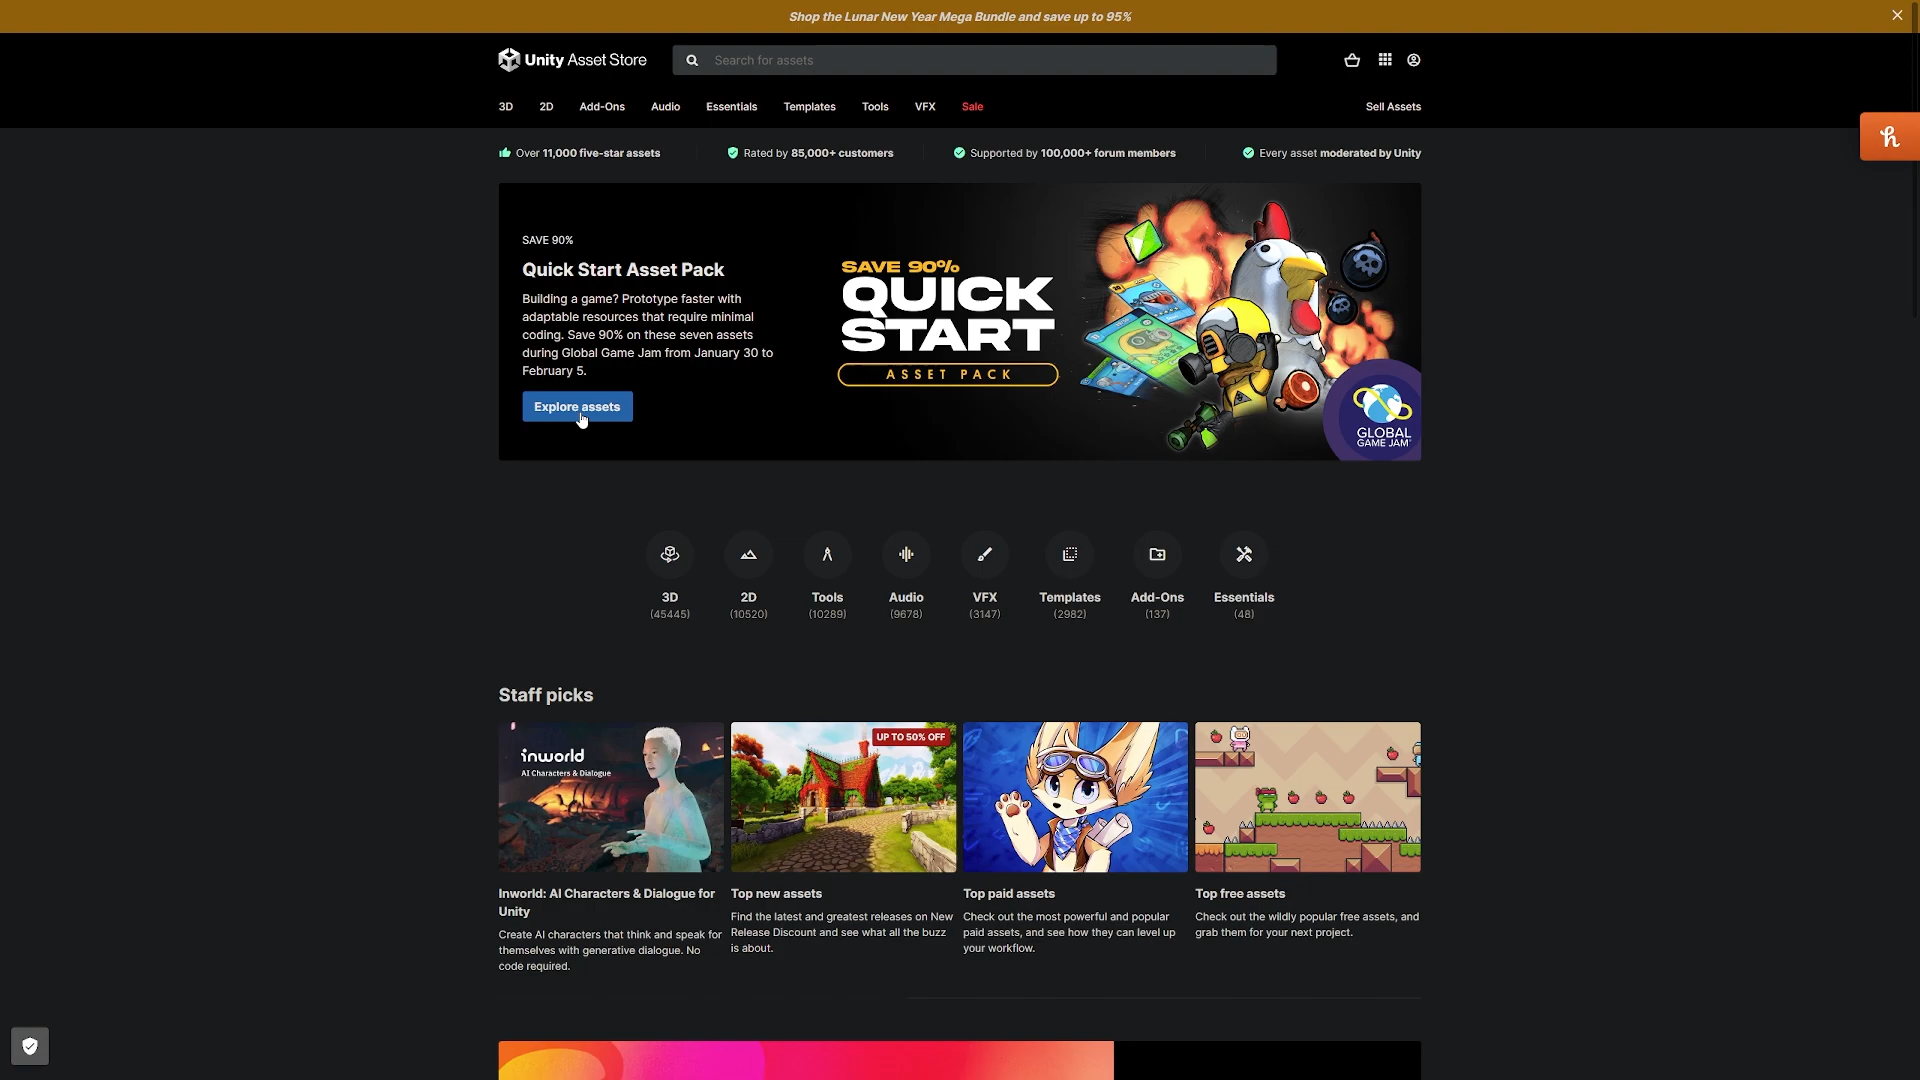 Shop the Lunar New Year Mega Bundle and save up to 95%
Unity Asset Store
Search for assets
3D 2D Add-Ons Audio Essentials Templates Tools VFX Sale Sell Assets
Over 11,000 five-star assets Rated by 85,000+ customers Supported by 100,000+ forum members Every asset moderated by Unity
SAVE 90%
Quick Start Asset Pack
Building a game? Prototype faster with
adaptable resources that require minimal
coding. Save 90% on these seven assets
during Global Game Jam from January 30 to
February 5.
Explore assets
SAVE 90%
QUICK
START
ASSET PACK
GLOBAL
GAME JAM
3D 2D Tools Audio VFX Templates Add-Ons Essentials
(45445) (10520) (10289) (9678) (3147) (2982) (137) (48)
Staff picks
inworld
AI Characters & Dialogue
UP TO 50% OFF
Inworld: AI Characters & Dialogue for
Unity
Create AI characters that think and speak for
themselves with generative dialogue. No
code required.
Top new assets
Find the latest and greatest releases on New
Release Discount and see what all the buzz
is about.
Top paid assets
Check out the most powerful and popular
paid assets, and see how they can level up
your workflow.
Top free assets
Check out the wildly popular free assets, and
grab them for your next project.